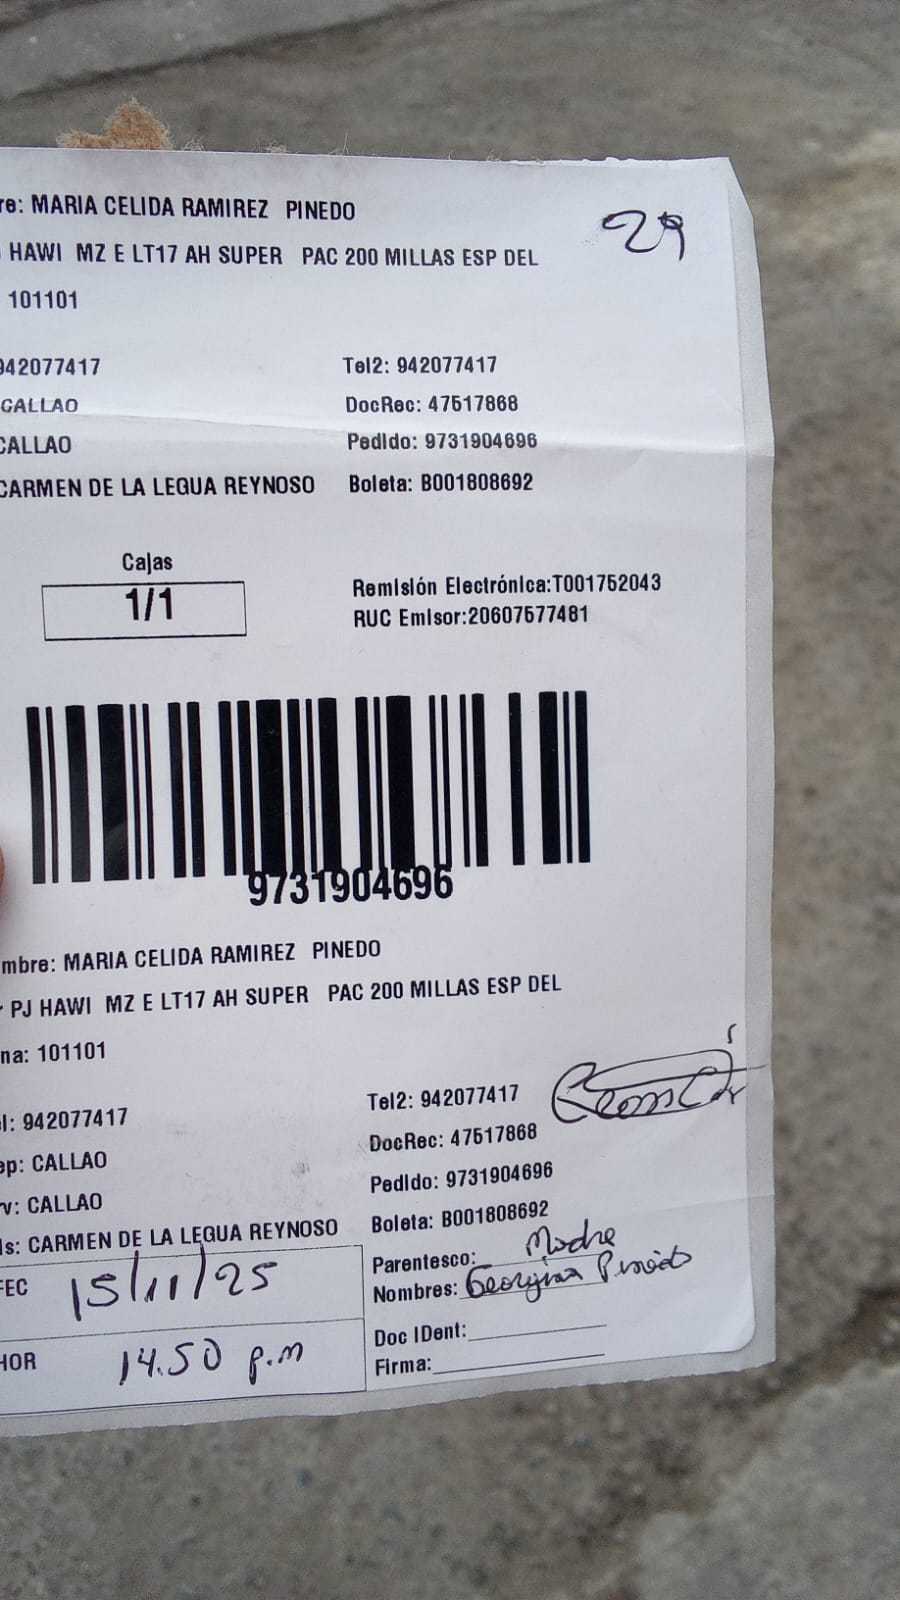 re: MARIA CELIDA RAMIREZ PINEDO
29
HAWI MZ E LT17 AH SUPER PAC 200 MILLAS ESP DEL
101101
942077417 Tel2: 942077417
CALLAO DocRec: 47517868
CALLAO Pedido: 9731904696
CARMEN DE LA LEGUA REYNOSO Boleta: B001808692
Cajas
1/1
Remisión Electrónica:T001752043
RUC Emisor:20607577481
9731904696
mbre: MARIA CELIDA RAMIREZ PINEDO
r PJ HAWI MZ E LT17 AH SUPER PAC 200 MILLAS ESP DEL
na: 101101
el: 942077417 Tel2: 942077417
ep: CALLAO DocRec: 47517868
v: CALLAO Pedido: 9731904696
is: CARMEN DE LA LEGUA REYNOSO Boleta: B001808692
FEC 15/11/25
Parentesco: Madre
Nombres: Georgina Pinedo
HOR 14.50 p.m
Doc IDent:
Firma: